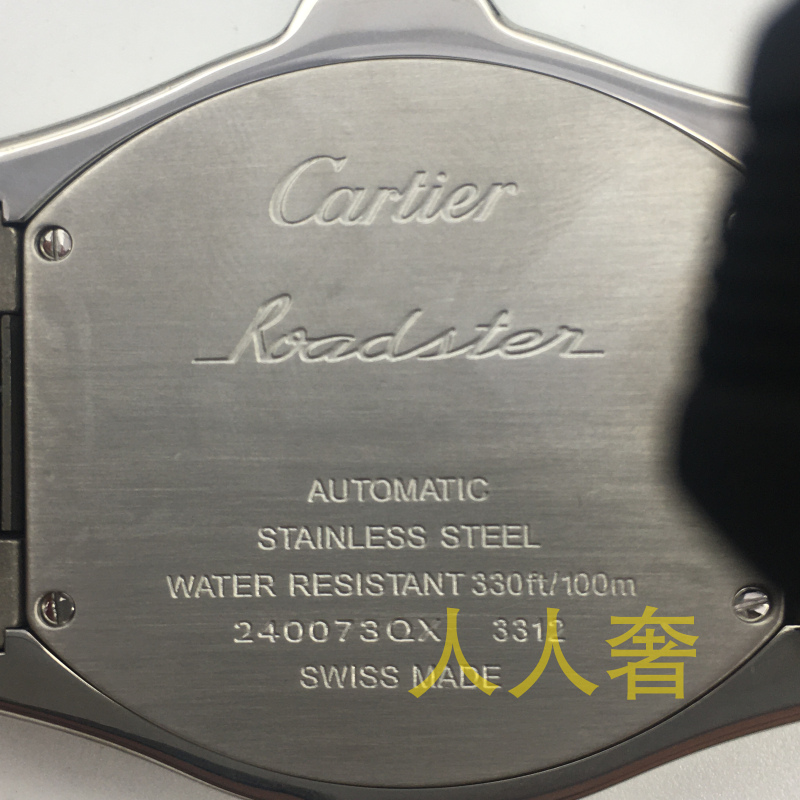 Cartier
Roadster
AUTOMATIC
STAINLESS STEEL
WATER RESISTANT 330ft/100m
240073QX 3312
SWISS MADE
人人奢